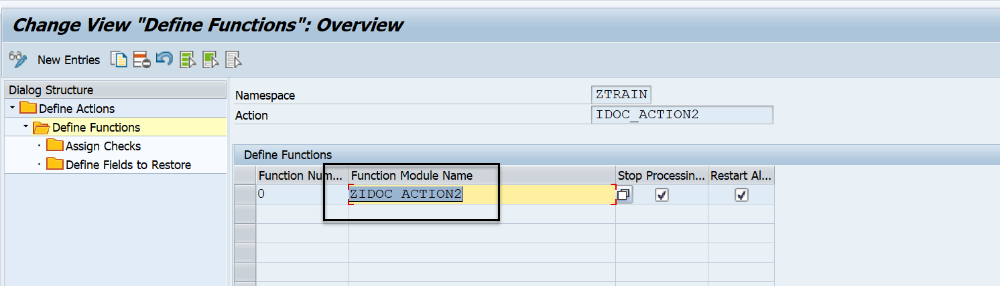 Change View "Define Functions": Overview
New Entries
Dialog Structure
Define Actions
Define Functions
Assign Checks
Define Fields to Restore
Namespace ZTRAIN
Action IDOC_ACTION2
Define Functions
Function Num... Function Module Name Stop Processin... Restart Al...
0 ZIDOC_ACTION2